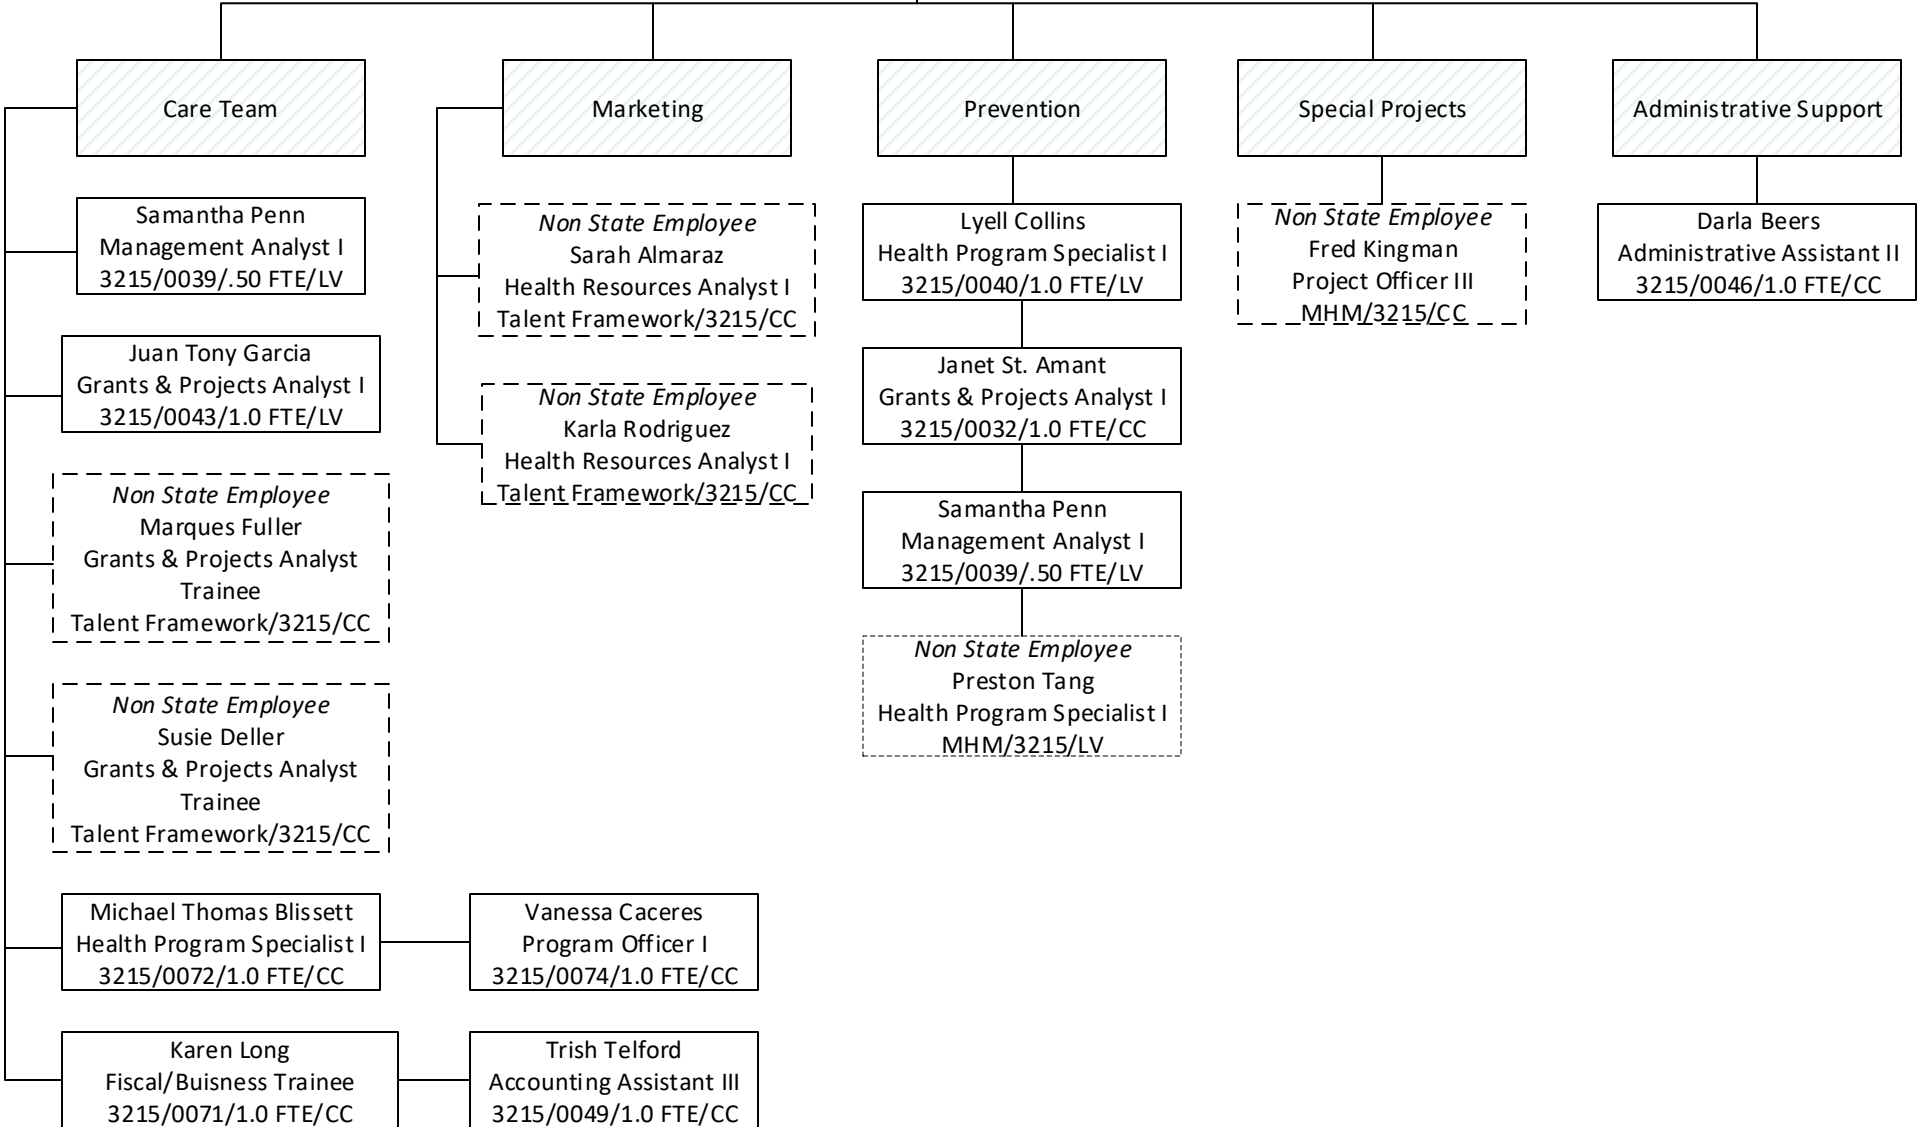 Care Team
Marketing
Prevention
Special Projects
Administrative Support
Samantha Penn
Management Analyst I
3215/0039/.50 FTE/LV
Juan Tony Garcia
Grants & Projects Analyst I
3215/0043/1.0 FTE/LV
Non State Employee
Marques Fuller
Grants & Projects Analyst
Trainee
Talent Framework/3215/CC
Non State Employee
Susie Deller
Grants & Projects Analyst
Trainee
Talent Framework/3215/CC
Michael Thomas Blissett
Health Program Specialist I
3215/0072/1.0 FTE/CC
Vanessa Caceres
Program Officer I
3215/0074/1.0 FTE/CC
Karen Long
Fiscal/Buisness Trainee
3215/0071/1.0 FTE/CC
Trish Telford
Accounting Assistant III
3215/0049/1.0 FTE/CC
Non State Employee
Sarah Almaraz
Health Resources Analyst I
Talent Framework/3215/CC
Non State Employee
Karla Rodriguez
Health Resources Analyst I
Talent Framework/3215/CC
Lyell Collins
Health Program Specialist I
3215/0040/1.0 FTE/LV
Janet St. Amant
Grants & Projects Analyst I
3215/0032/1.0 FTE/CC
Samantha Penn
Management Analyst I
3215/0039/.50 FTE/LV
Non State Employee
Preston Tang
Health Program Specialist I
MHM/3215/LV
Non State Employee
Fred Kingman
Project Officer III
MHM/3215/CC
Darla Beers
Administrative Assistant II
3215/0046/1.0 FTE/CC